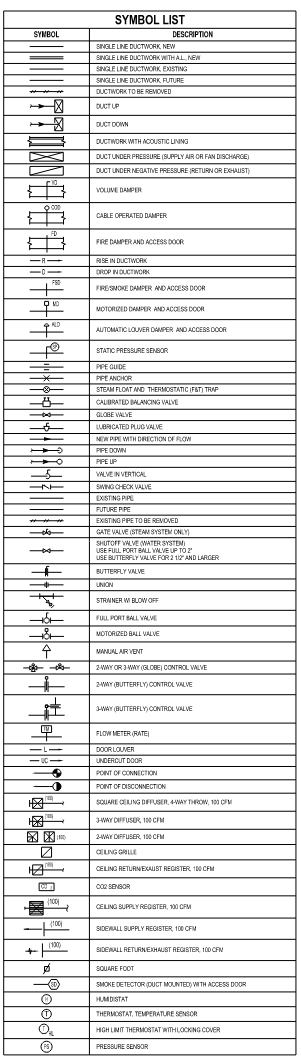 SYMBOL LIST
SYMBOL DESCRIPTION
SINGLE LINE DUCTWORK, NEW
SINGLE LINE DUCTWORK WITH A.L., NEW
SINGLE LINE DUCTWORK, EXISTING
SINGLE LINE DUCTWORK, FUTURE
DUCTWORK TO BE REMOVED
DUCT UP
DUCT DOWN
DUCTWORK WITH ACOUSTIC LINING
DUCT UNDER PRESSURE (SUPPLY AIR OR FAN DISCHARGE)
DUCT UNDER NEGATIVE PRESSURE (RETURN OR EXHAUST)
VD VOLUME DAMPER
COD CABLE OPERATED DAMPER
FD FIRE DAMPER AND ACCESS DOOR
R RISE IN DUCTWORK
D DROP IN DUCTWORK
FSD FIRE/SMOKE DAMPER AND ACCESS DOOR
MD MOTORIZED DAMPER AND ACCESS DOOR
ALD AUTOMATIC LOUVER DAMPER AND ACCESS DOOR
SP STATIC PRESSURE SENSOR
PIPE GUIDE
PIPE ANCHOR
STEAM FLOAT AND THERMOSTATIC (F&T) TRAP
CALIBRATED BALANCING VALVE
GLOBE VALVE
LUBRICATED PLUG VALVE
NEW PIPE WITH DIRECTION OF FLOW
PIPE DOWN
PIPE UP
VALVE IN VERTICAL
SWING CHECK VALVE
EXISTING PIPE
FUTURE PIPE
EXISTING PIPE TO BE REMOVED
GATE VALVE (STEAM SYSTEM ONLY)
SHUTOFF VALVE (WATER SYSTEM)
USE FULL PORT BALL VALVE UP TO 2"
USE BUTTERFLY VALVE FOR 2 1/2" AND LARGER
BUTTERFLY VALVE
UNION
STRAINER W/ BLOW OFF
FULL PORT BALL VALVE
MOTORIZED BALL VALVE
MANUAL AIR VENT
2-WAY OR 3-WAY (GLOBE) CONTROL VALVE
2-WAY (BUTTERFLY) CONTROL VALVE
3-WAY (BUTTERFLY) CONTROL VALVE
FM FLOW METER (RATE)
L DOOR LOUVER
UC UNDERCUT DOOR
POINT OF CONNECTION
POINT OF DISCONNECTION
(100) SQUARE CEILING DIFFUSER, 4-WAY THROW, 100 CFM
(100) 3-WAY DIFFUSER, 100 CFM
(100) 2-WAY DIFFUSER, 100 CFM
CEILING GRILLE
(100) CEILING RETURN/EXHAUST REGISTER, 100 CFM
CO 2 CO2 SENSOR
(100) CEILING SUPPLY REGISTER, 100 CFM
(100) SIDEWALL SUPPLY REGISTER, 100 CFM
(100) SIDEWALL RETURN/EXHAUST REGISTER, 100 CFM
SQUARE FOOT
SD SMOKE DETECTOR (DUCT MOUNTED) WITH ACCESS DOOR
H HUMIDISTAT
T THERMOSTAT, TEMPERATURE SENSOR
T HL HIGH LIMIT THERMOSTAT WITH LOCKING COVER
PS PRESSURE SENSOR